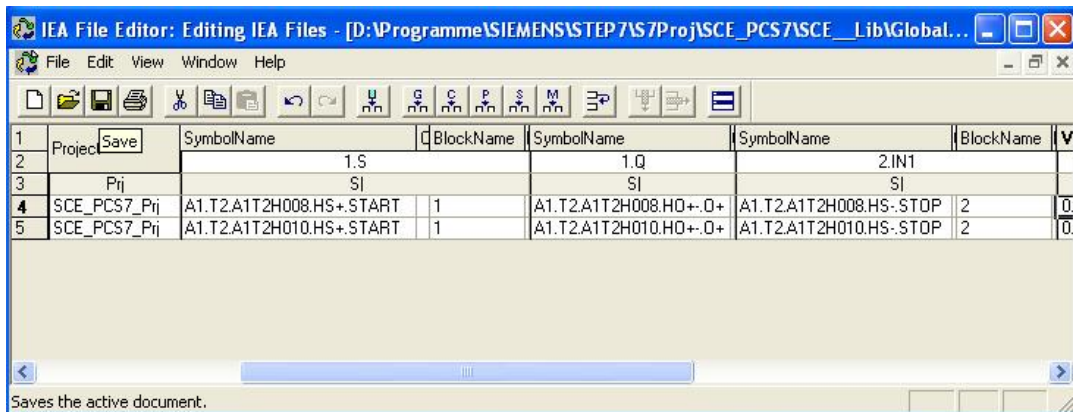 IEA File Editor: Editing IEA Files - [D:\Programme\SIEMENS\STEP7\S7Proj\SCE_PCS7\SCE__Lib\Global...
File Edit View Window Help
U G C P S M
1 Projec Save SymbolName C BlockName SymbolName SymbolName BlockName V
2 1.S 1.Q 2.IN1
3 Prj SI SI SI
4 SCE_PCS7_Prj A1.T2.A1T2H008.HS+.START 1 A1.T2.A1T2H008.HO+-.O+ A1.T2.A1T2H008.HS-.STOP 2 0.
5 SCE_PCS7_Prj A1.T2.A1T2H010.HS+.START 1 A1.T2.A1T2H010.HO+-.O+ A1.T2.A1T2H010.HS-.STOP 2 0.
Saves the active document.